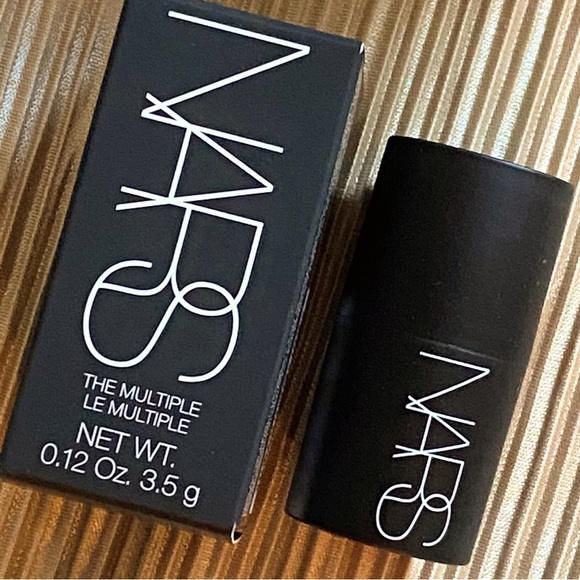 NARS
THE MULTIPLE
LE MULTIPLE
NET WT.
0.12 Oz. 3.5 g
NARS